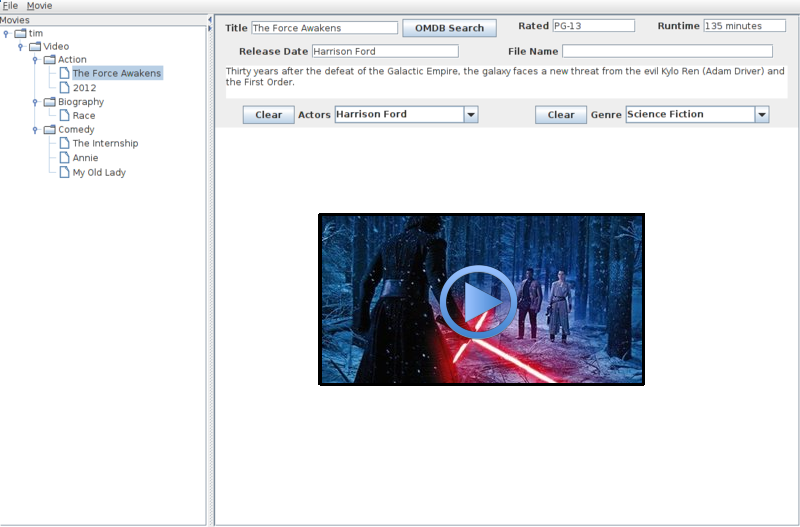 File Movie
Movies
tim
Video
Action
The Force Awakens
2012
Biography
Race
Comedy
The Internship
Annie
My Old Lady
Title The Force Awakens OMDB Search Rated PG-13 Runtime 135 minutes
Release Date Harrison Ford File Name
Thirty years after the defeat of the Galactic Empire, the galaxy faces a new threat from the evil Kylo Ren (Adam Driver) and
the First Order.
Clear Actors Harrison Ford Clear Genre Science Fiction